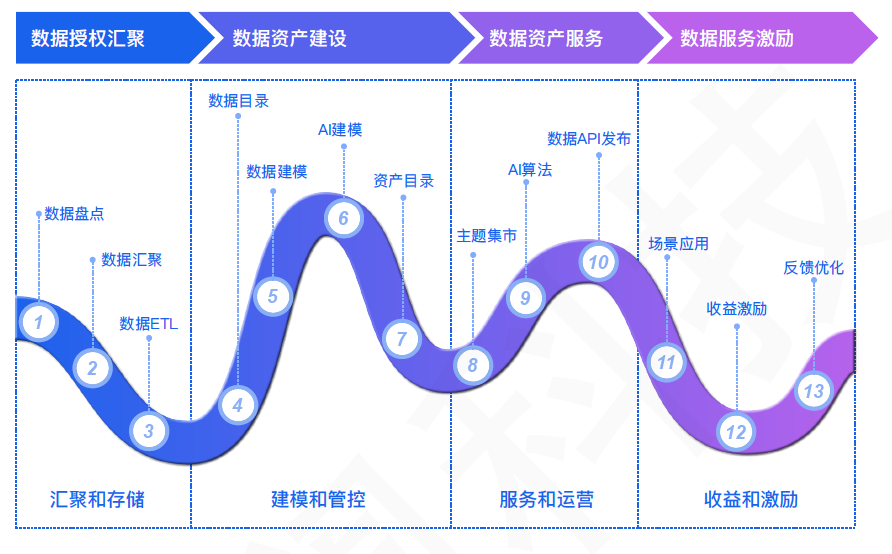 数据授权汇聚
数据资产建设
数据资产服务
数据服务激励
数据盘点
1
数据汇聚
2
数据ETL
3
数据目录
4
数据建模
5
AI建模
6
资产目录
7
主题集市
8
AI算法
9
数据API发布
10
场景应用
11
收益激励
12
反馈优化
13
汇聚和存储
建模和管控
服务和运营
收益和激励